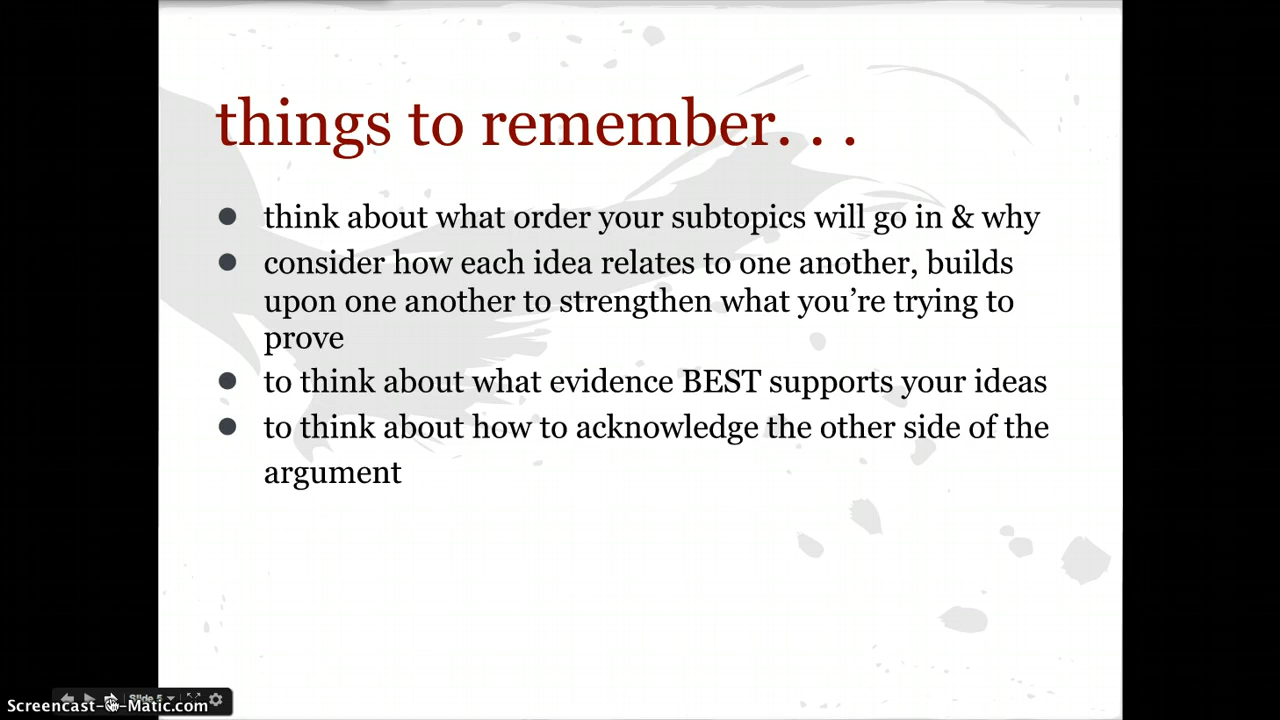 things to remember. . .
● think about what order your subtopics will go in & why
● consider how each idea relates to one another, builds
upon one another to strengthen what you’re trying to
prove
● to think about what evidence BEST supports your ideas
● to think about how to acknowledge the other side of the
argument
Slide 5
Screencast-O-Matic.com